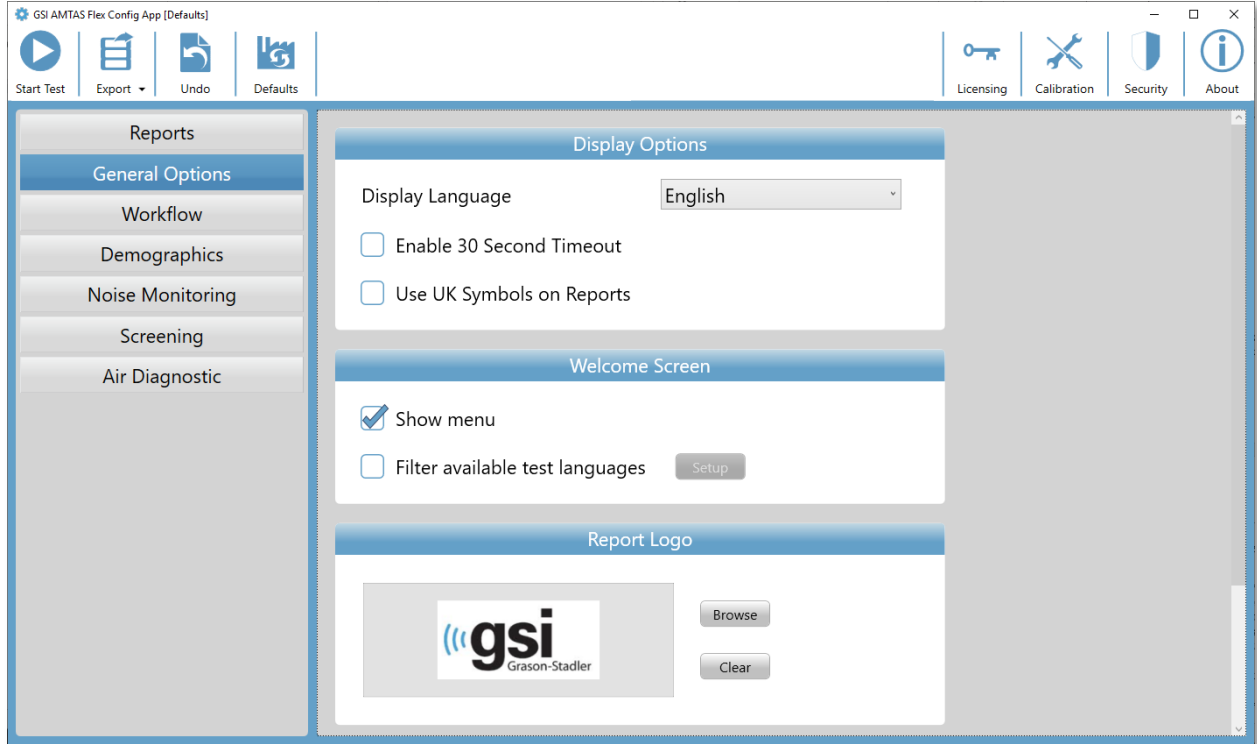 GSI AMTAS Flex Config App [Defaults]
Start Test Export Undo Defaults Licensing Calibration Security About
Reports
General Options
Workflow
Demographics
Noise Monitoring
Screening
Air Diagnostic
Display Options
Display Language English
Enable 30 Second Timeout
Use UK Symbols on Reports
Welcome Screen
Show menu
Filter available test languages Setup
Report Logo
gsi
Grason-Stadler
Browse
Clear